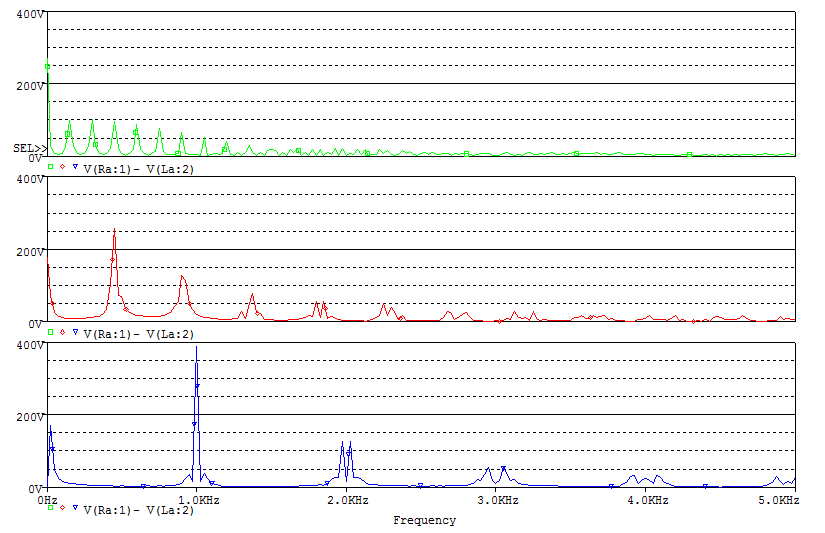 400V
200V
SEL>>
0V
V(Ra:1)- V(La:2)
400V
200V
0V
V(Ra:1)- V(La:2)
400V
200V
0V
0Hz 1.0KHz 2.0KHz 3.0KHz 4.0KHz 5.0KHz
V(Ra:1)- V(La:2)
Frequency